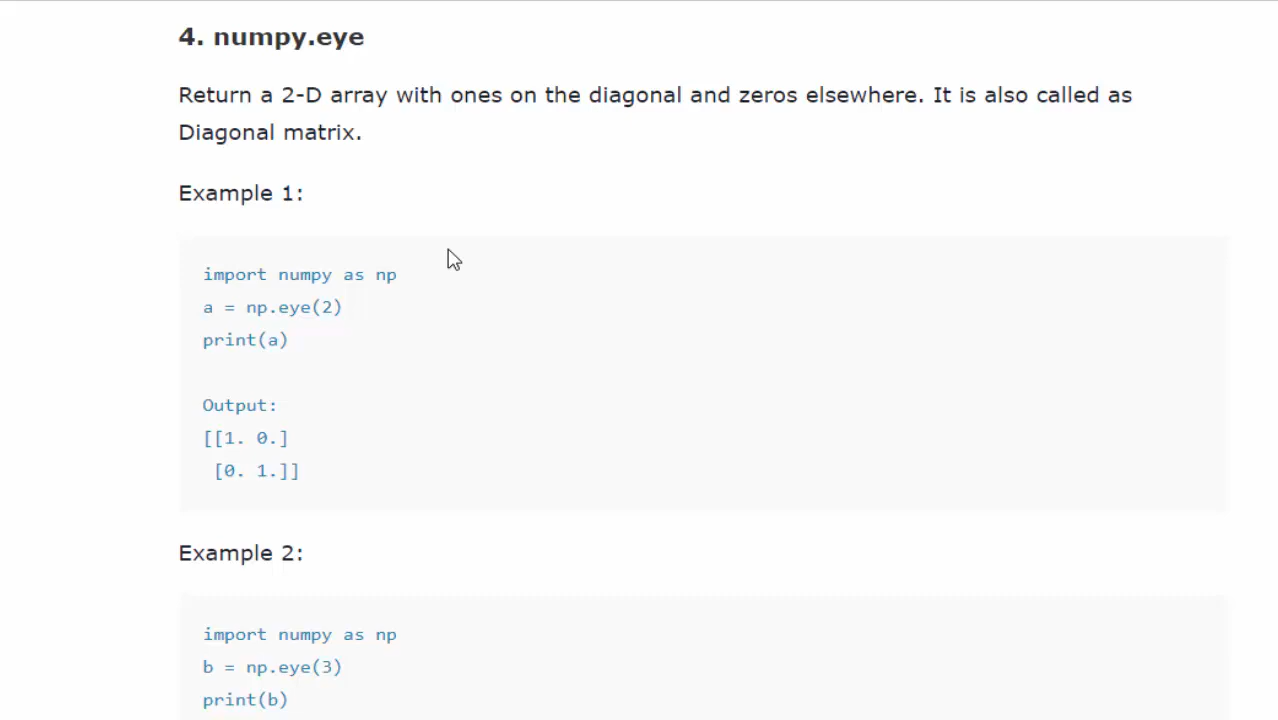 4. numpy.eye
Return a 2-D array with ones on the diagonal and zeros elsewhere. It is also called as
Diagonal matrix.
Example 1:
import numpy as np
a = np.eye(2)
print(a)
Output:
[[1. 0.]
 [0. 1.]]
Example 2:
import numpy as np
b = np.eye(3)
print(b)